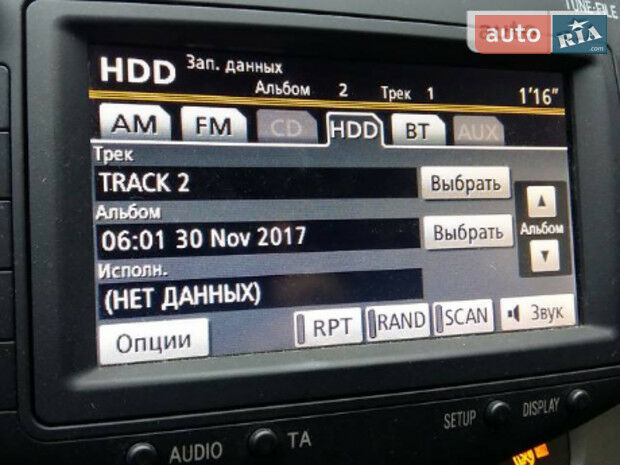 TUNE•FILE
auto RIA
.com
HDD Зап. данных
Альбом 2 Трек 1 1'16"
AM FM CD HDD BT AUX
Трек
TRACK 2 Выбрать
Альбом
06:01 30 Nov 2017 Выбрать Альбом
Исполн.
(НЕТ ДАННЫХ)
Опции RPT RAND SCAN Звук
SETUP DISPLAY
AUDIO TA